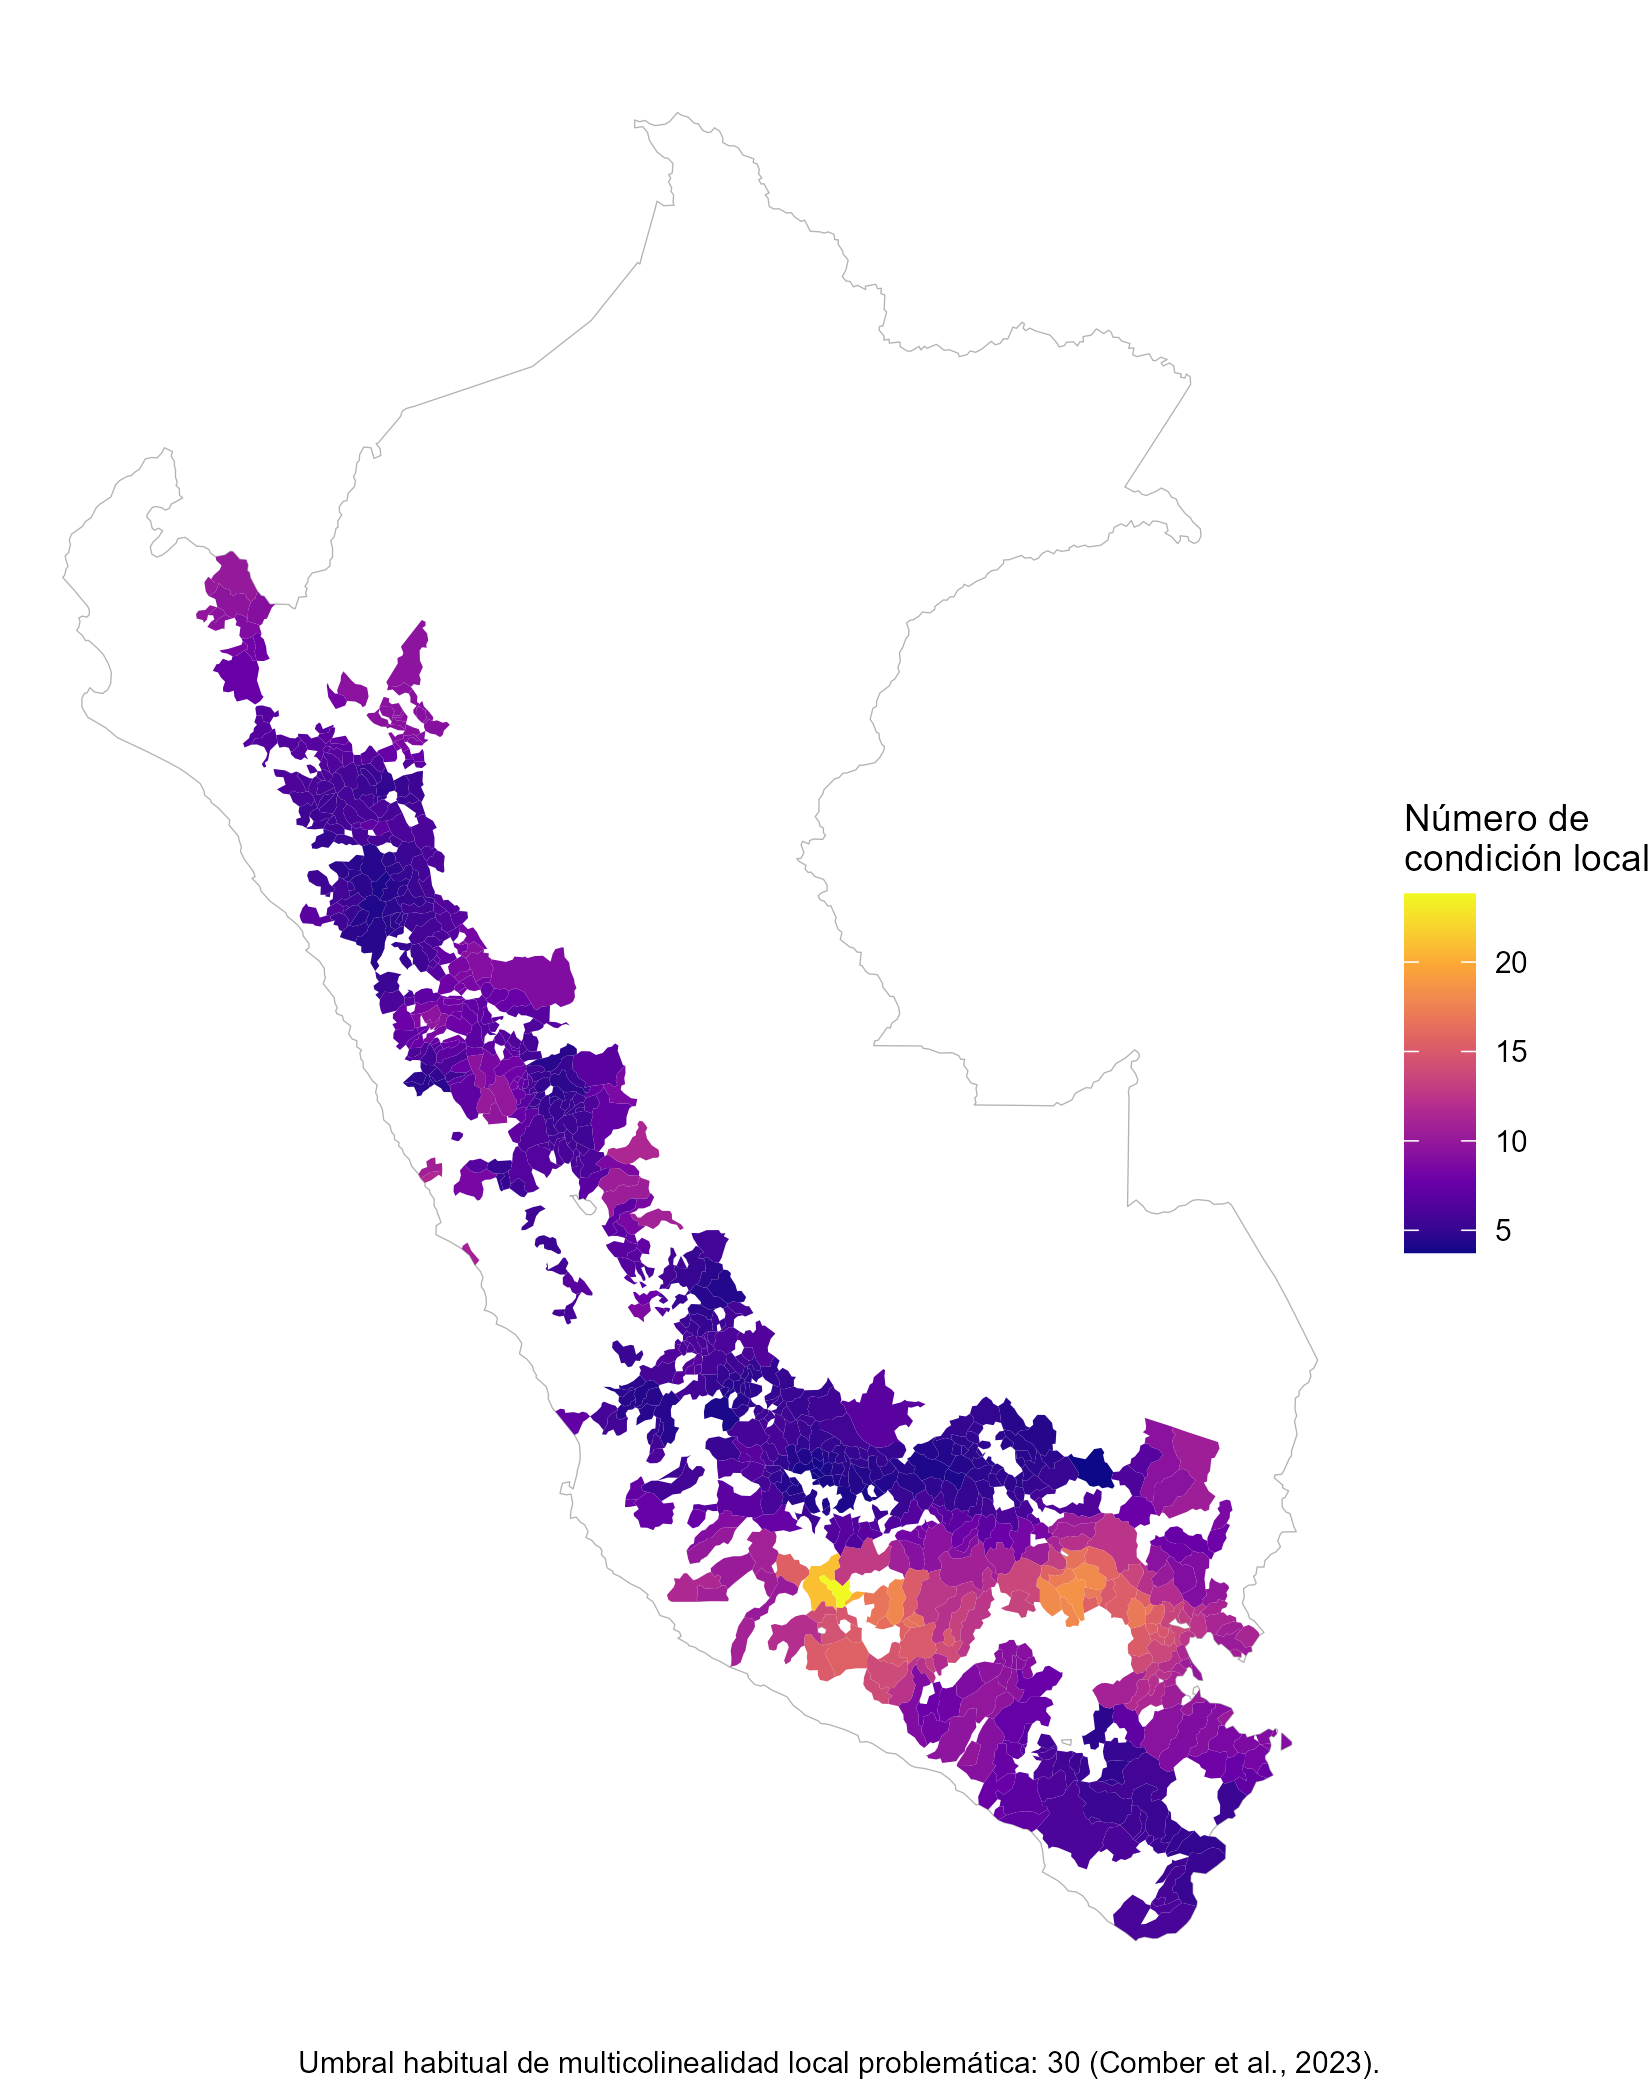 Número de
condición local
20
15
10
5
Umbral habitual de multicolinealidad local problemática: 30 (Comber et al., 2023).